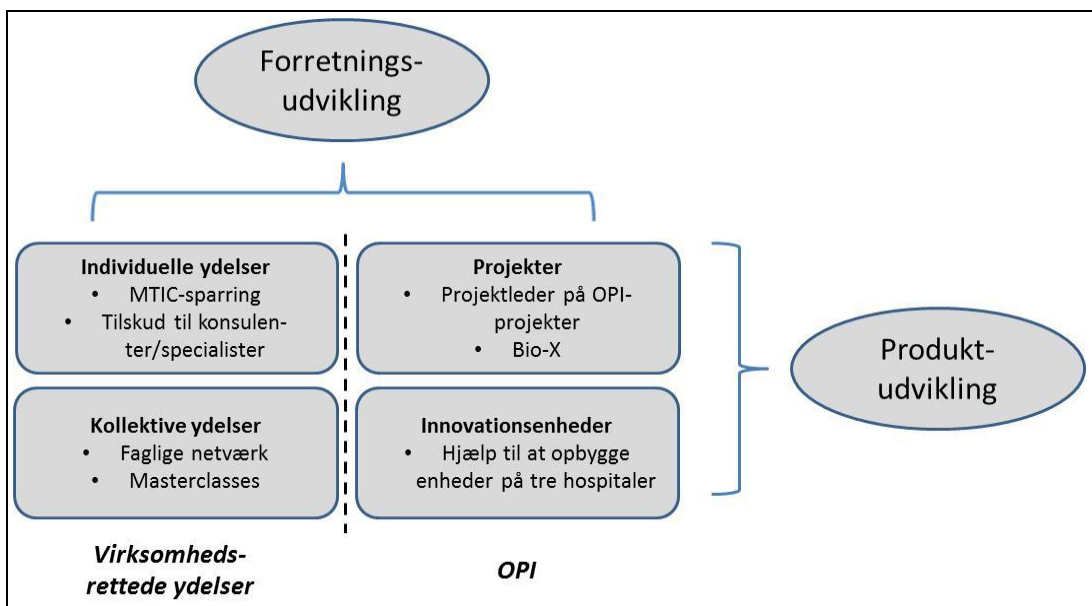 Forretnings-
udvikling
Individuelle ydelser
• MTIC-sparring
• Tilskud til konsulen-
ter/specialister
Projekter
• Projektleder på OPI-
projekter
• Bio-X
Produkt-
udvikling
Kollektive ydelser
• Faglige netværk
• Masterclasses
Innovationsenheder
• Hjælp til at opbygge
enheder på tre hospitaler
Virksomheds-
rettede ydelser
OPI